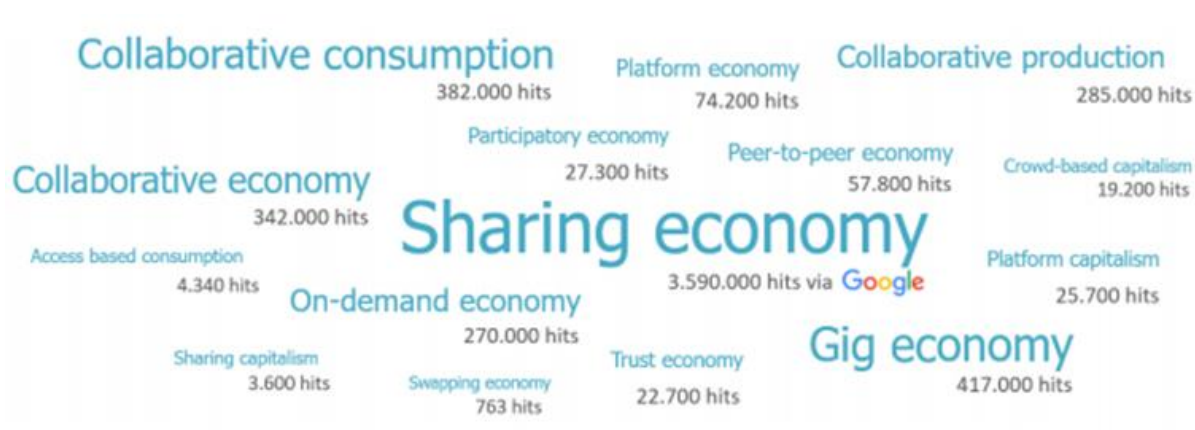 Collaborative consumption
382.000 hits
Platform economy
74.200 hits
Collaborative production
285.000 hits
Participatory economy
27.300 hits
Peer-to-peer economy
57.800 hits
Crowd-based capitalism
19.200 hits
Collaborative economy
342.000 hits
Sharing economy
3.590.000 hits via Google
Access based consumption
4.340 hits
Platform capitalism
25.700 hits
On-demand economy
270.000 hits
Gig economy
417.000 hits
Sharing capitalism
3.600 hits
Swapping economy
763 hits
Trust economy
22.700 hits